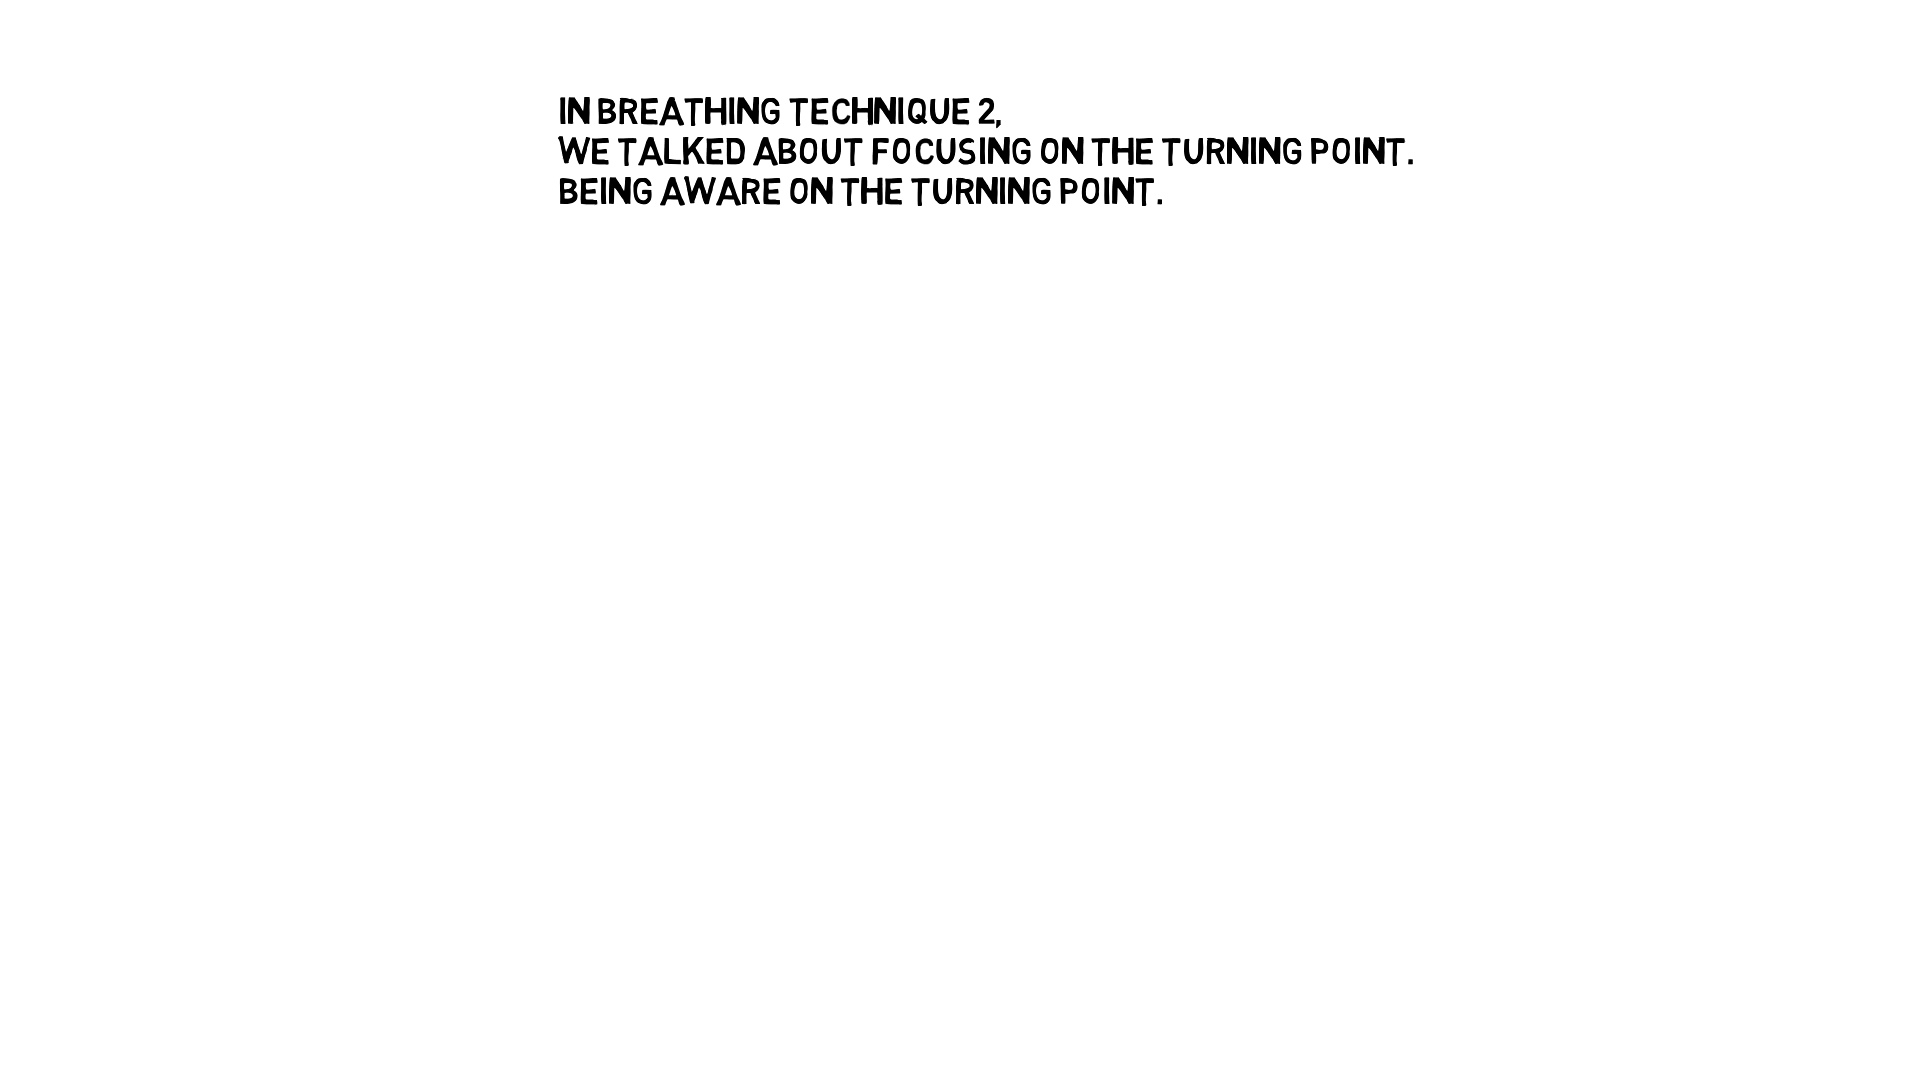 IN BREATHING TECHNIQUE 2,
WE TALKED ABOUT FOCUSING ON THE TURNING POINT.
BEING AWARE ON THE TURNING POINT.